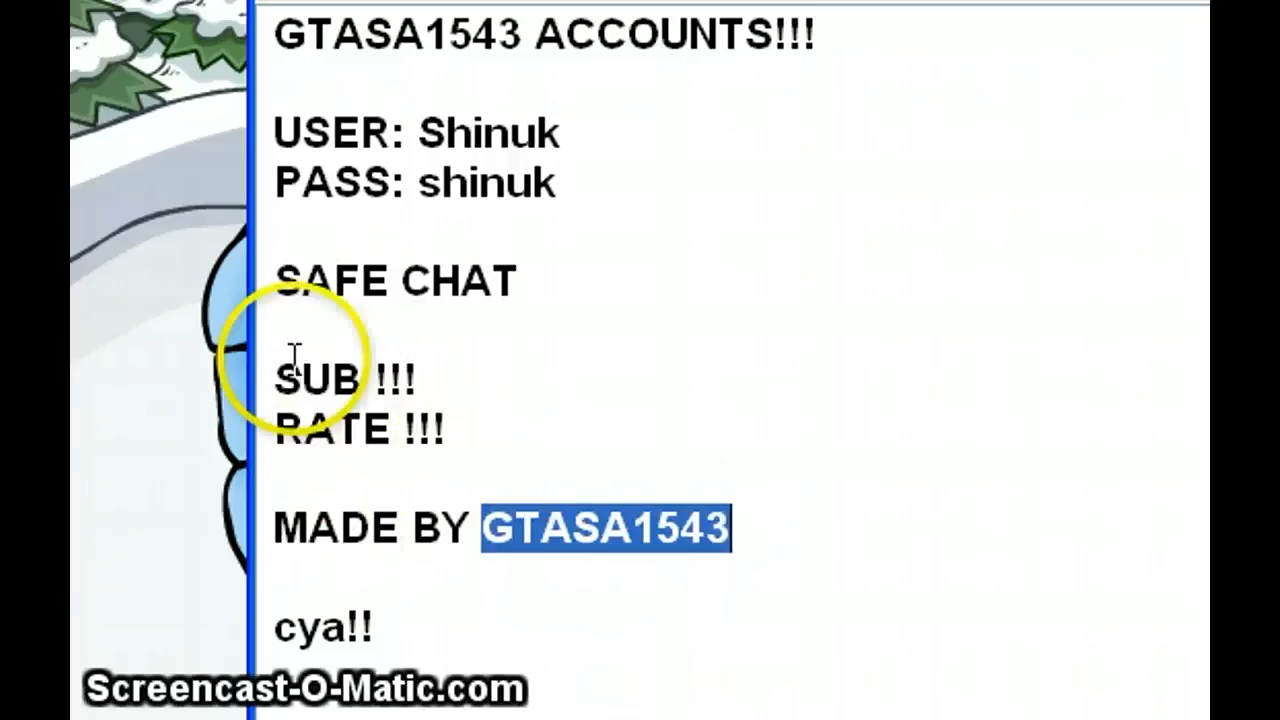 GTASA1543 ACCOUNTS!!!
USER: Shinuk
PASS: shinuk
SAFE CHAT
SUB !!!
RATE !!!
MADE BY GTASA1543
cya!!
Screencast-O-Matic.com